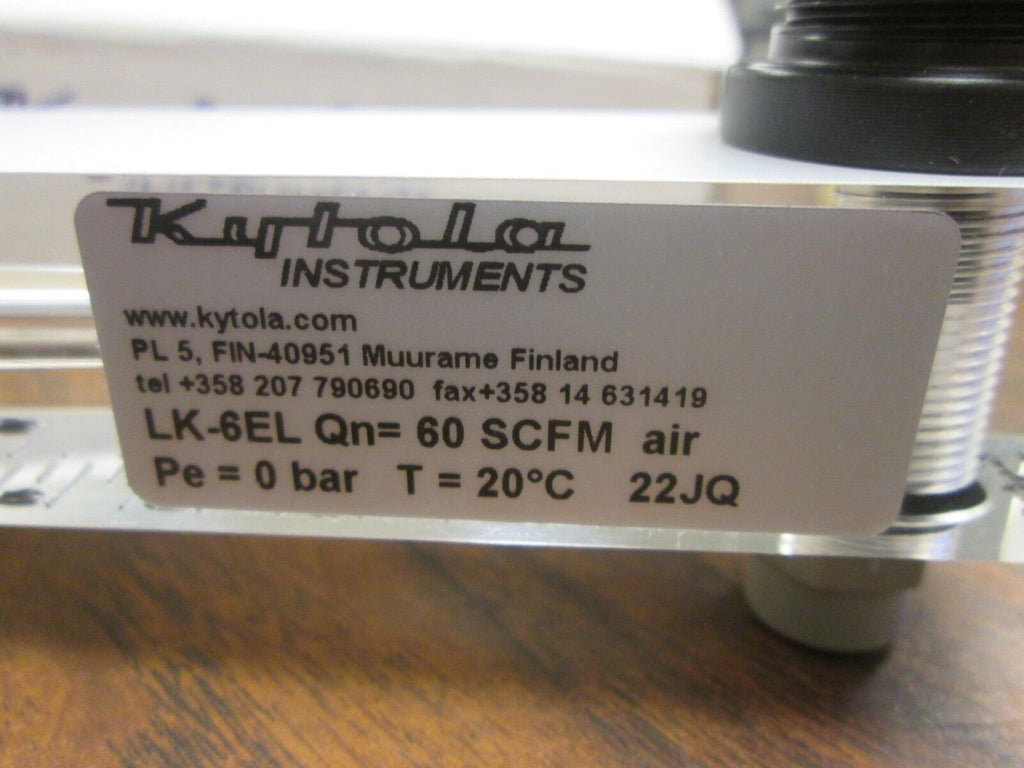 Kytola
INSTRUMENTS
www.kytola.com
PL 5, FIN-40951 Muurame Finland
tel +358 207 790690 fax+358 14 631419
LK-6EL Qn= 60 SCFM air
Pe = 0 bar T = 20°C 22JQ